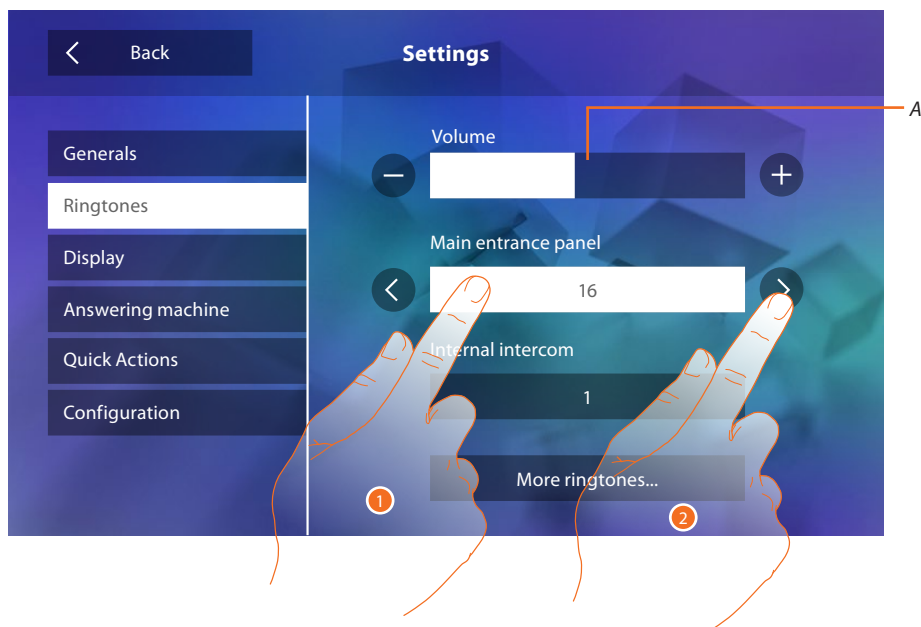 Back
Settings
A
Generals
Ringtones
Display
Answering machine
Quick Actions
Configuration
Volume
Main entrance panel
16
Internal intercom
1
More ringtones...
1
2